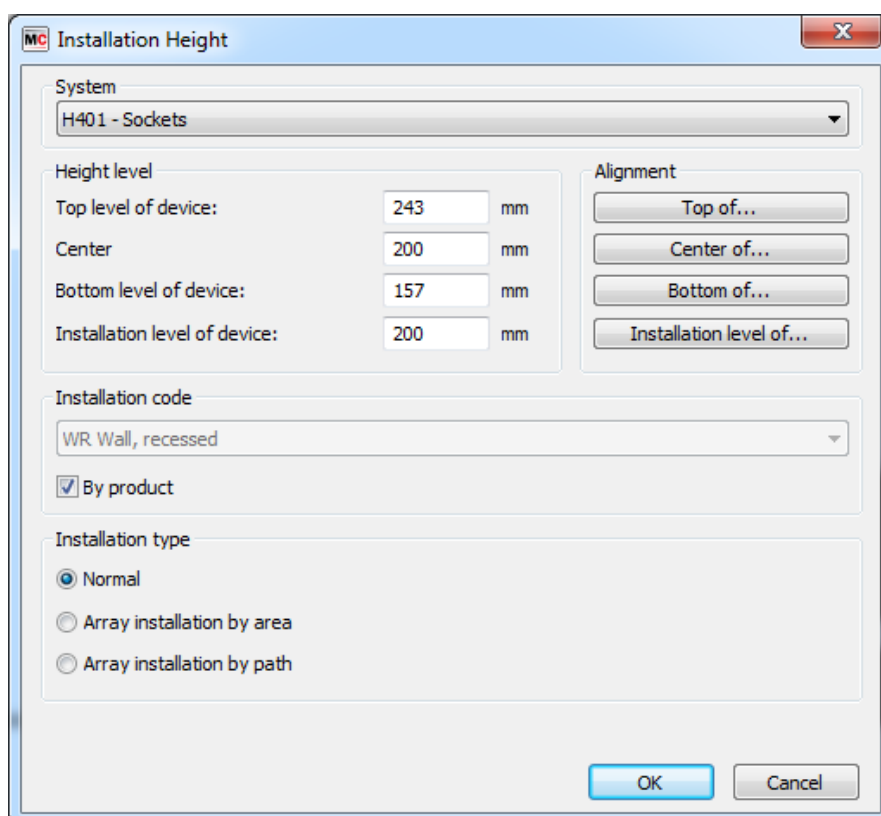 MC Installation Height
System
H401 - Sockets
Height level
Top level of device: 243 mm
Center 200 mm
Bottom level of device: 157 mm
Installation level of device: 200 mm
Alignment
Top of...
Center of...
Bottom of...
Installation level of...
Installation code
WR Wall, recessed
By product
Installation type
Normal
Array installation by area
Array installation by path
OK Cancel